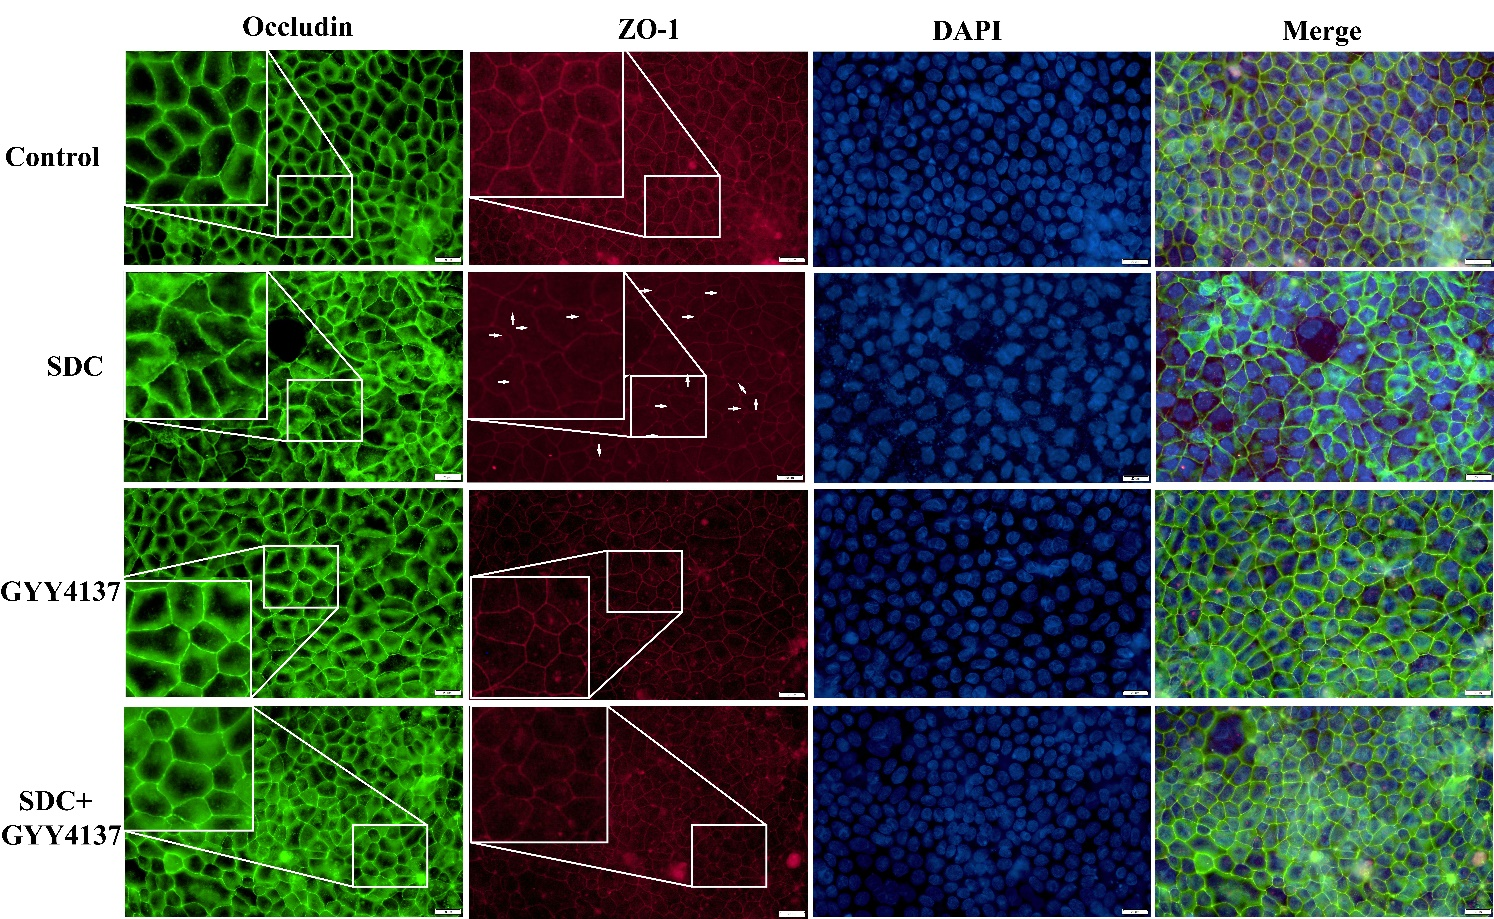 Occludin ZO-1 DAPI Merge
Control
SDC
GYY4137
SDC+
GYY4137